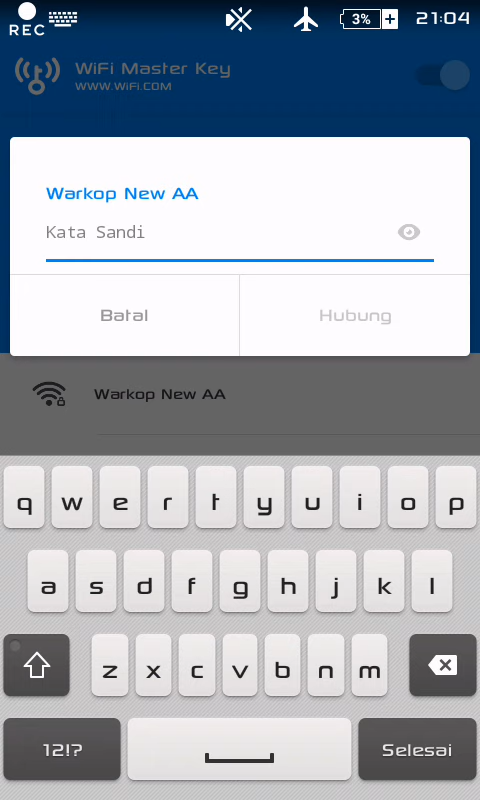 REC
3%
21:04
WiFi Master Key
WWW.WiFi.COM
Warkop New AA
Kata Sandi
Batal
Hubung
Warkop New AA
q w e r t y u i o p
a s d f g h j k l
z x c v b n m
12!?
Selesai